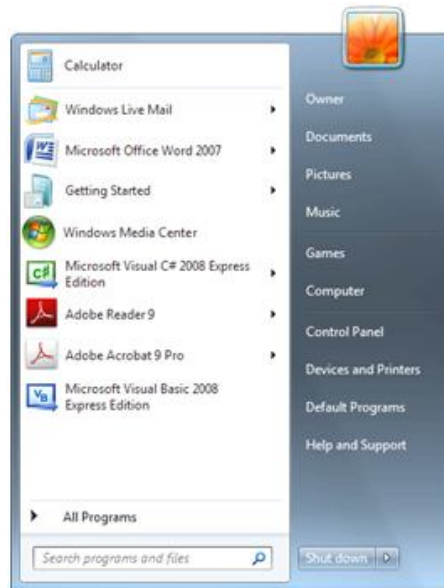 Calculator
Windows Live Mail
Microsoft Office Word 2007
Getting Started
Windows Media Center
Microsoft Visual C# 2008 Express
Edition
Adobe Reader 9
Adobe Acrobat 9 Pro
Microsoft Visual Basic 2008
Express Edition
All Programs
Search programs and files
Owner
Documents
Pictures
Music
Games
Computer
Control Panel
Devices and Printers
Default Programs
Help and Support
Shut down